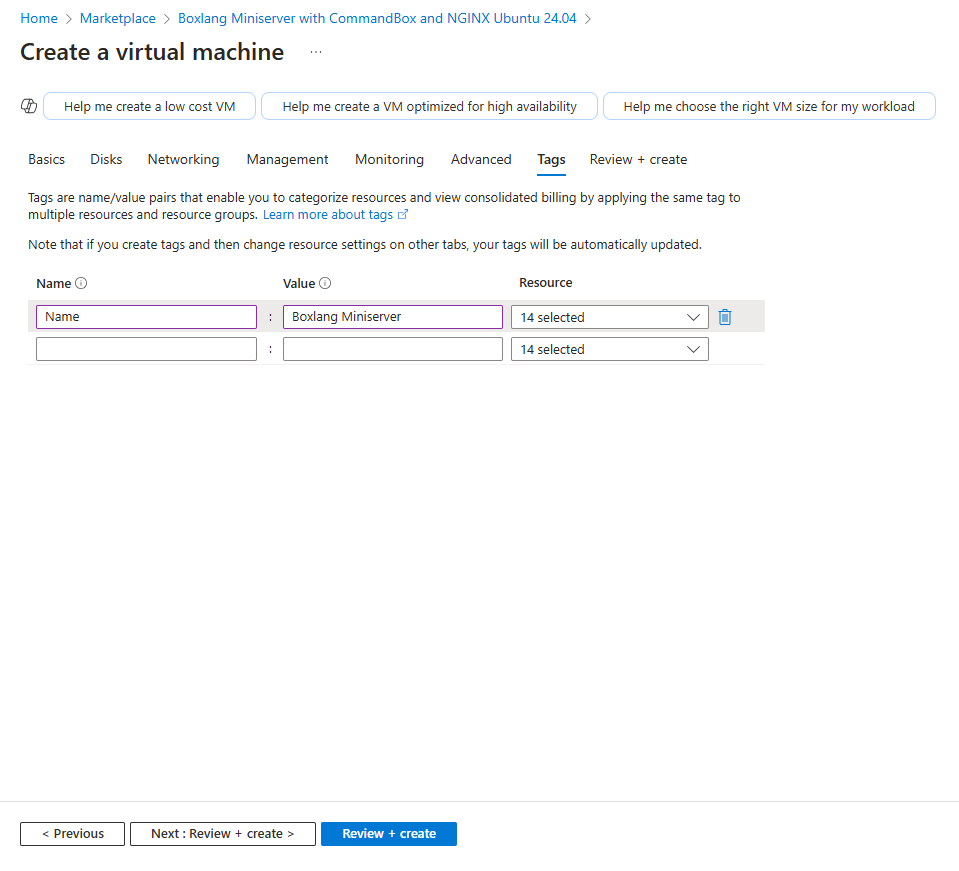 Home > Marketplace > Boxlang Miniserver with CommandBox and NGINX Ubuntu 24.04 >
Create a virtual machine ...
Help me create a low cost VM Help me create a VM optimized for high availability Help me choose the right VM size for my workload
Basics Disks Networking Management Monitoring Advanced Tags Review + create
Tags are name/value pairs that enable you to categorize resources and view consolidated billing by applying the same tag to
multiple resources and resource groups. Learn more about tags
Note that if you create tags and then change resource settings on other tabs, your tags will be automatically updated.
Name Value Resource
Name : Boxlang Miniserver 14 selected
: 14 selected
< Previous Next : Review + create > Review + create